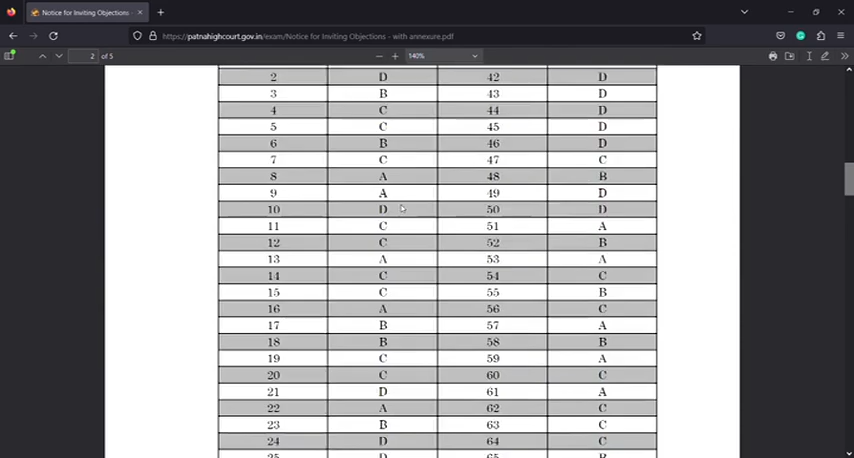 Notice for Inviting Objections
https://patnahighcourt.gov.in/exam/Notice for Inviting Objections - with annexure.pdf
2 of 5
140%
2 D 42 D
3 B 43 D
4 C 44 D
5 C 45 D
6 B 46 D
7 C 47 C
8 A 48 B
9 A 49 D
10 D 50 D
11 C 51 A
12 C 52 B
13 A 53 A
14 C 54 C
15 C 55 B
16 A 56 C
17 B 57 A
18 B 58 B
19 C 59 A
20 C 60 C
21 D 61 A
22 A 62 C
23 B 63 C
24 D 64 C
25 D 65 B